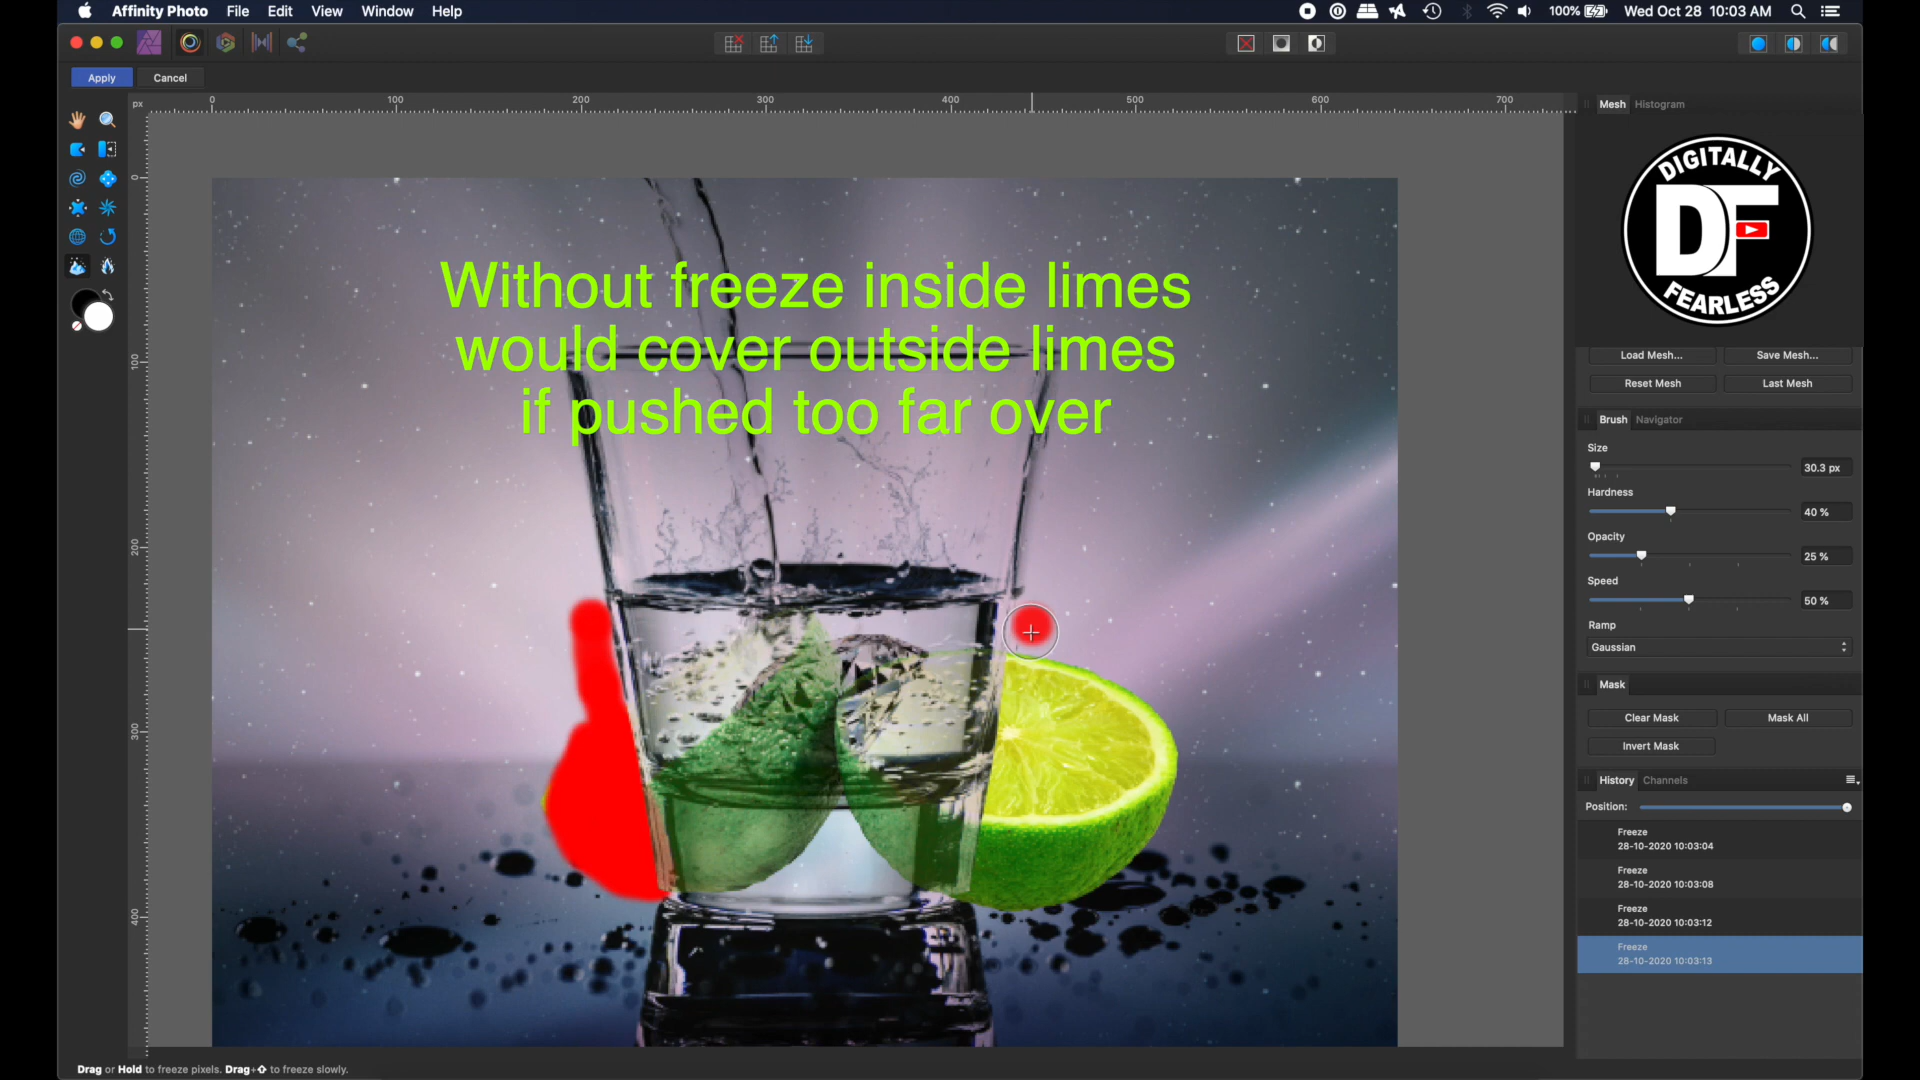 Affinity Photo File Edit View Window Help 100% Wed Oct 28 10:03 AM
Apply Cancel
px 0 100 200 300 400 500 600 700
0
100
200
300
400
Without freeze inside limes
would cover outside limes
if pushed too far over
Mesh Histogram
DIGITALLY
DF
FEARLESS
Load Mesh... Save Mesh...
Reset Mesh Last Mesh
Brush Navigator
Size
30.3 px
Hardness
40 %
Opacity
25 %
Speed
50 %
Ramp
Gaussian
Mask
Clear Mask Mask All
Invert Mask
History Channels
Position:
Freeze
28-10-2020 10:03:04
Freeze
28-10-2020 10:03:08
Freeze
28-10-2020 10:03:12
Freeze
28-10-2020 10:03:13
Drag or Hold to freeze pixels. Drag+⇧ to freeze slowly.